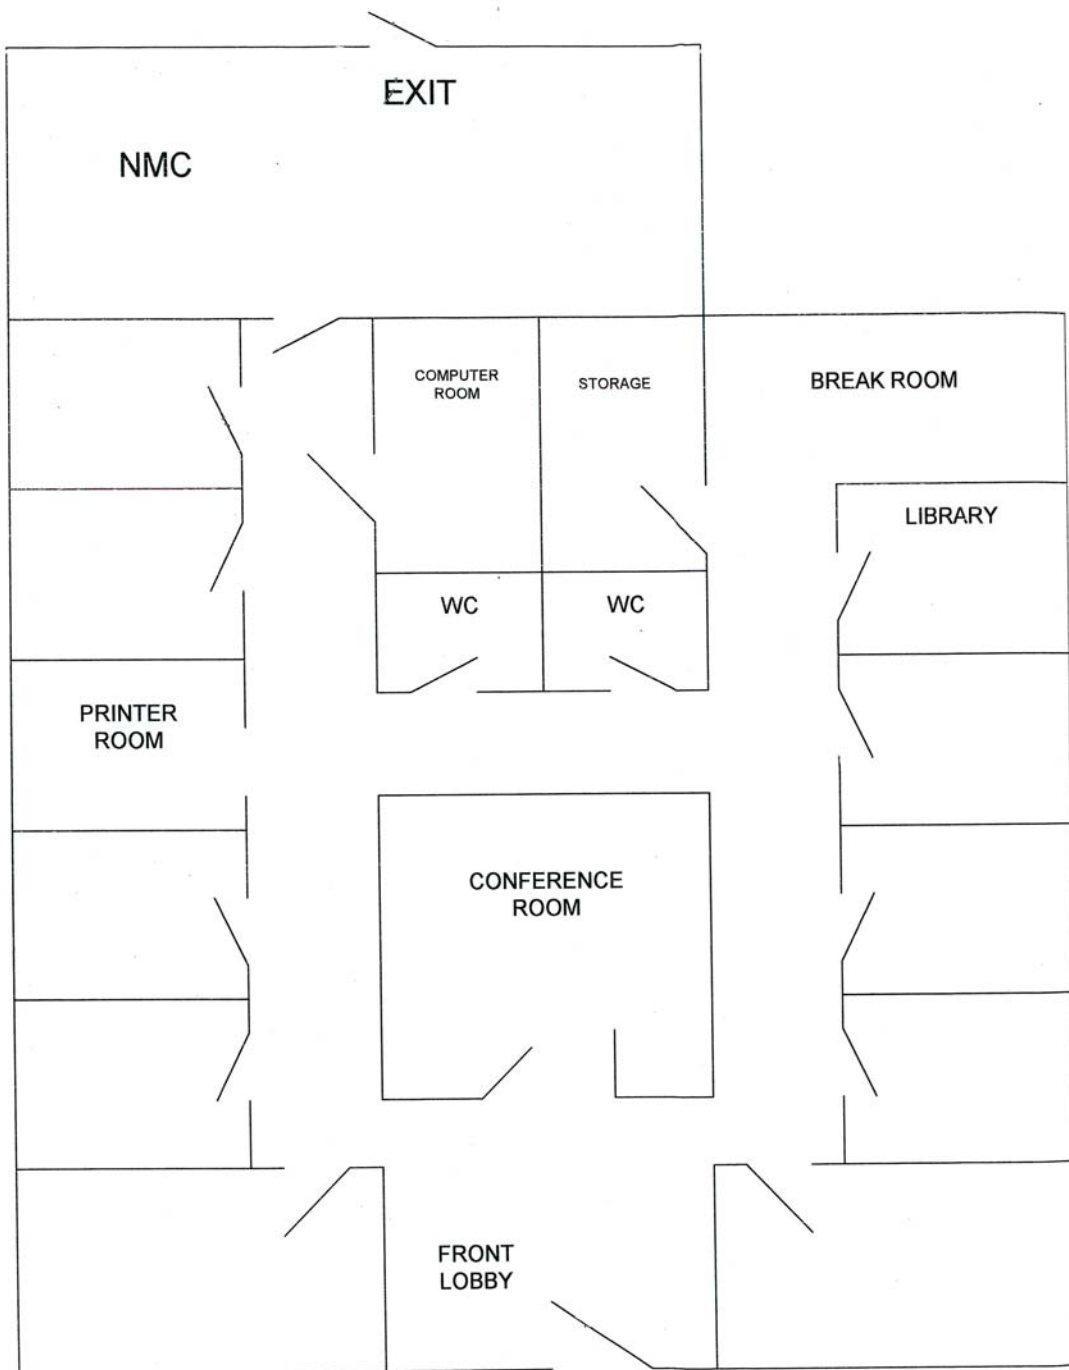 EXIT
NMC
COMPUTER
ROOM
STORAGE
BREAK ROOM
LIBRARY
WC
WC
PRINTER
ROOM
CONFERENCE
ROOM
FRONT
LOBBY